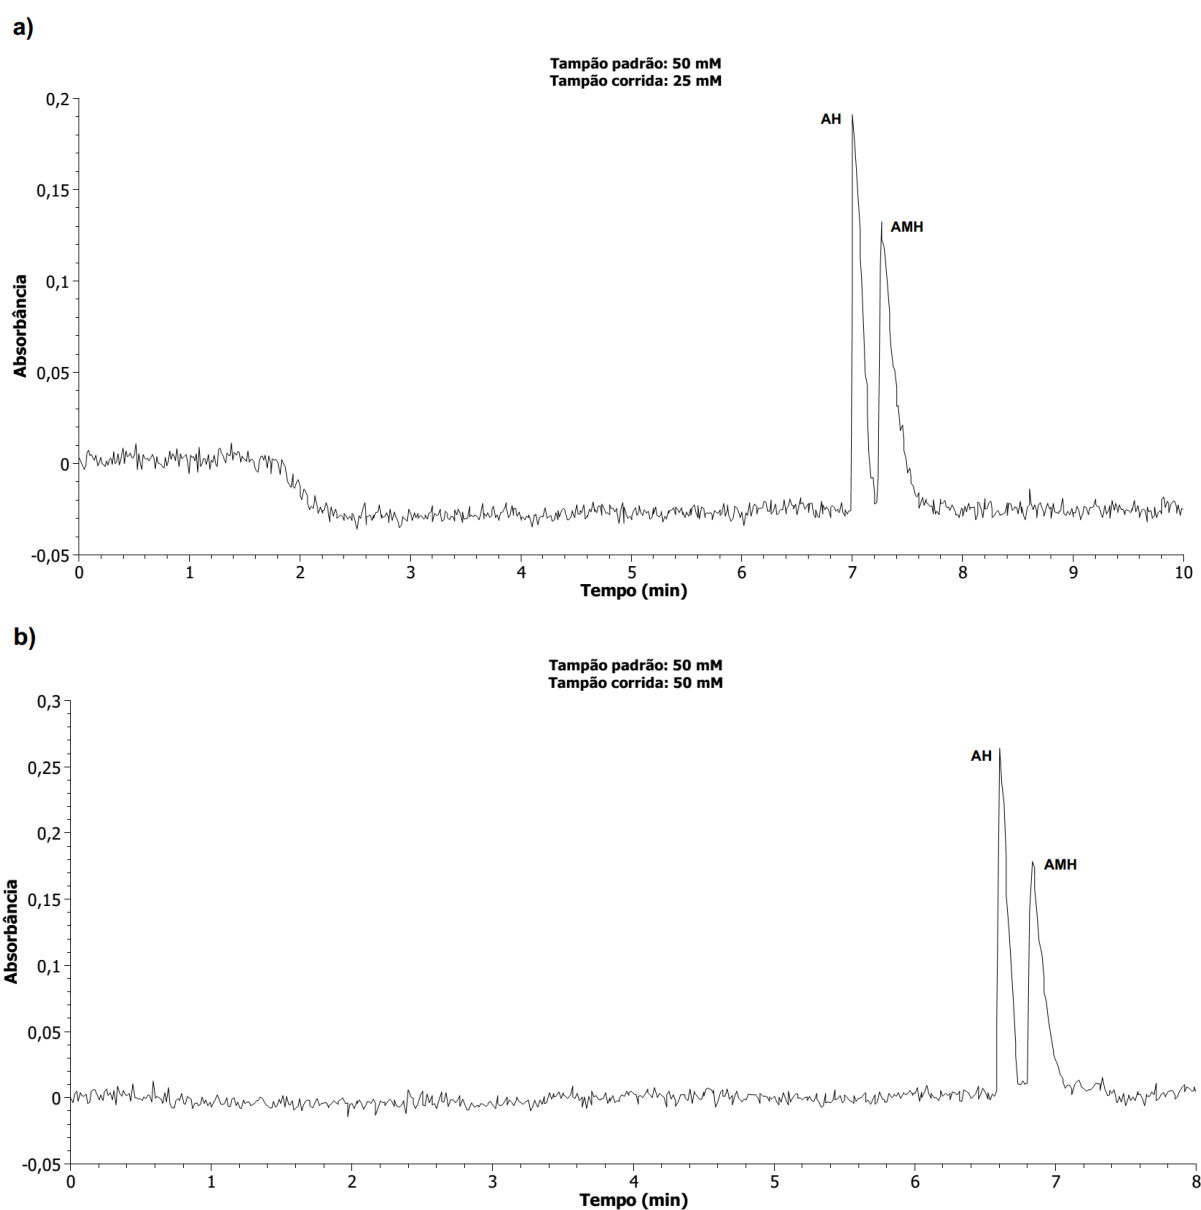 a)
Tampão padrão: 50 mM
Tampão corrida: 25 mM
0,2
0,15
0,1
0,05
0
-0,05
Absorbância
AH
AMH
0 1 2 3 4 5 6 7 8 9 10
Tempo (min)
b)
Tampão padrão: 50 mM
Tampão corrida: 50 mM
0,3
0,25
0,2
0,15
0,1
0,05
0
-0,05
Absorbância
AH
AMH
0 1 2 3 4 5 6 7 8
Tempo (min)